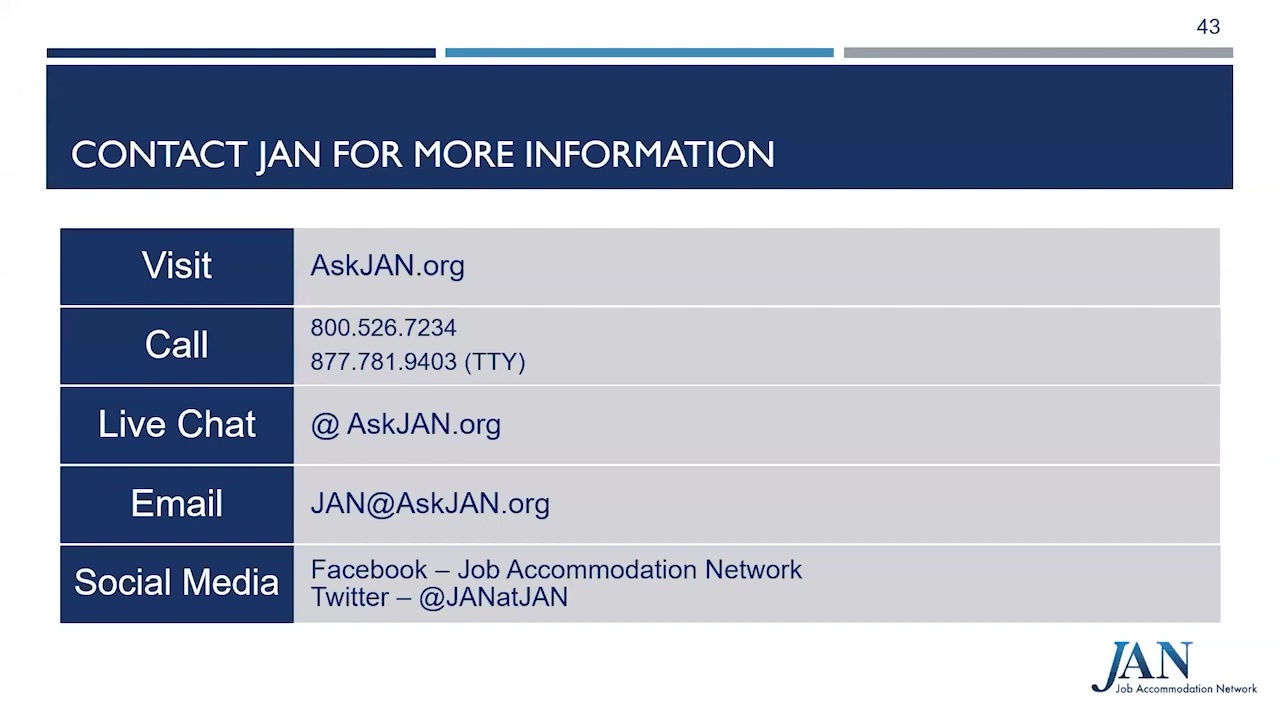 43
CONTACT JAN FOR MORE INFORMATION
Visit
AskJAN.org
Call
800.526.7234
877.781.9403 (TTY)
Live Chat
@ AskJAN.org
Email
JAN@AskJAN.org
Social Media
Facebook – Job Accommodation Network
Twitter – @JANatJAN
JAN
Job Accommodation Network